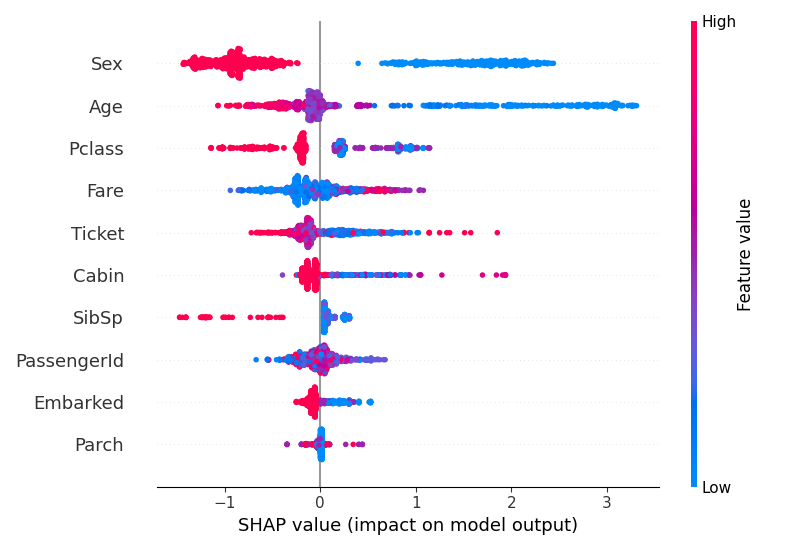 High
Sex
Age
Pclass
Fare
Ticket
Cabin
SibSp
PassengerId
Embarked
Parch
Feature value
Low
−1 0 1 2 3
SHAP value (impact on model output)